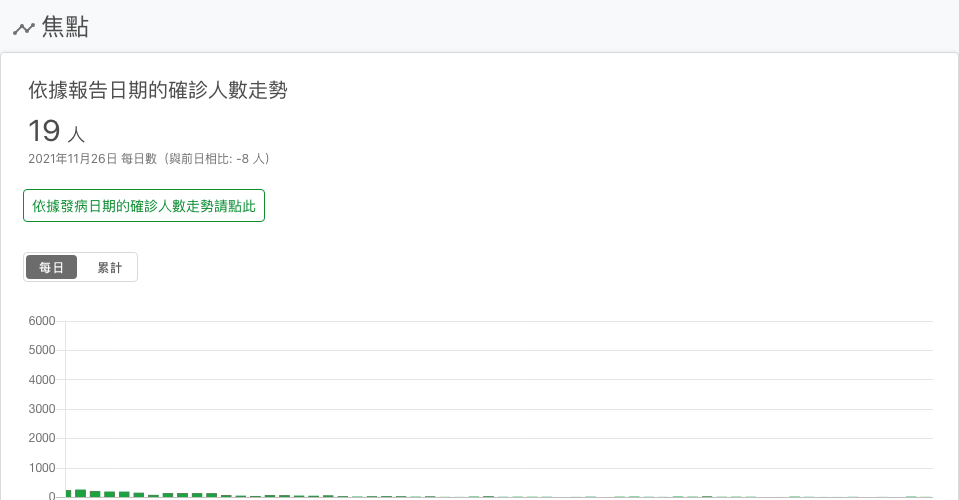 焦點
依據報告日期的確診人數走勢
19 人
2021年11月26日 每日數（與前日相比: -8 人）
依據發病日期的確診人數走勢請點此
每日 累計
6000
5000
4000
3000
2000
1000
0